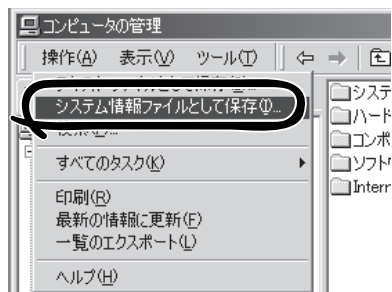 コンピュータの管理
操作(A) 表示(V) ツール(T)
システム情報ファイルとして保存(I)...
すべてのタスク(K)
印刷(R)
最新の情報に更新(F)
一覧のエクスポート(L)
ヘルプ(H)
システ
ハード
コンポ
ソフト
Intern